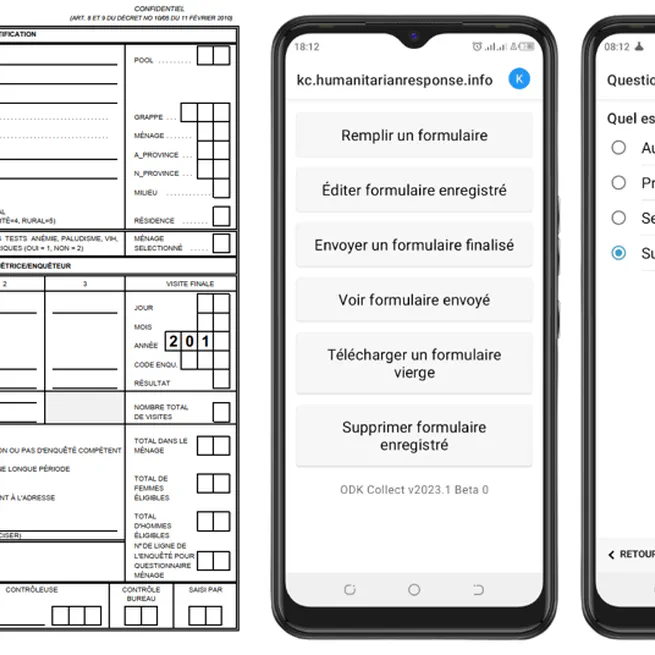 CONFIDENTIEL
(ART. 8 ET 9 DU DÉCRET NO 10/05 DU 11 FÉVRIER 2010)
TIFICATION
POOL .........
GRAPPE ...
MÉNAGE .......
A_PROVINCE ...
N_PROVINCE ...
MILIEU ............
AL
ITÉ=4, RURAL=5)
RÉSIDENCE .......
S TESTS ANÉMIE, PALUDISME, VIH,
RIQUES (OUI = 1, NON = 2)
MÉNAGE
SELECTIONNÉ .....
ÊTRICE/ENQUÊTEUR
2
3
VISITE FINALE
JOUR
MOIS
ANNÉE
2 0 1
CODE ENQU.
RÉSULTAT
NOMBRE TOTAL
DE VISITES
ON OU PAS D'ENQUÊTÉ COMPÉTENT
NE LONGUE PÉRIODE
NT À L'ADRESSE
CISER)
TOTAL DANS LE
MÉNAGE
TOTAL DE
FEMMES
ÉLIGIBLES
TOTAL
D'HOMMES
ÉLIGIBLES
N° DE LIGNE DE
L'ENQUÊTÉ POUR
QUESTIONNAIRE
MÉNAGE
CONTRÔLEUSE
CONTRÔLE
BUREAU
SAISI PAR
18:12
kc.humanitarianresponse.info
K
Remplir un formulaire
Éditer formulaire enregistré
Envoyer un formulaire finalisé
Voir formulaire envoyé
Télécharger un formulaire
vierge
Supprimer formulaire
enregistré
ODK Collect v2023.1 Beta 0
08:12
Questio
Quel es
Au
Pr
Se
Su
RETOUR